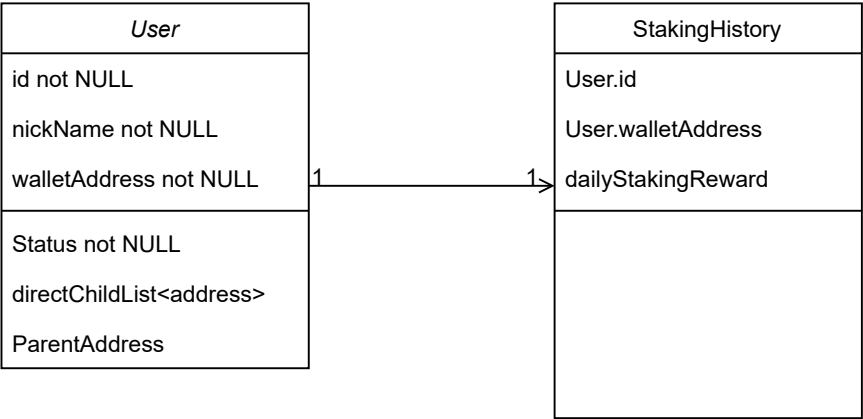 User
id not NULL
nickName not NULL
walletAddress not NULL
Status not NULL
directChildList<address>
ParentAddress
1
1
StakingHistory
User.id
User.walletAddress
dailyStakingReward